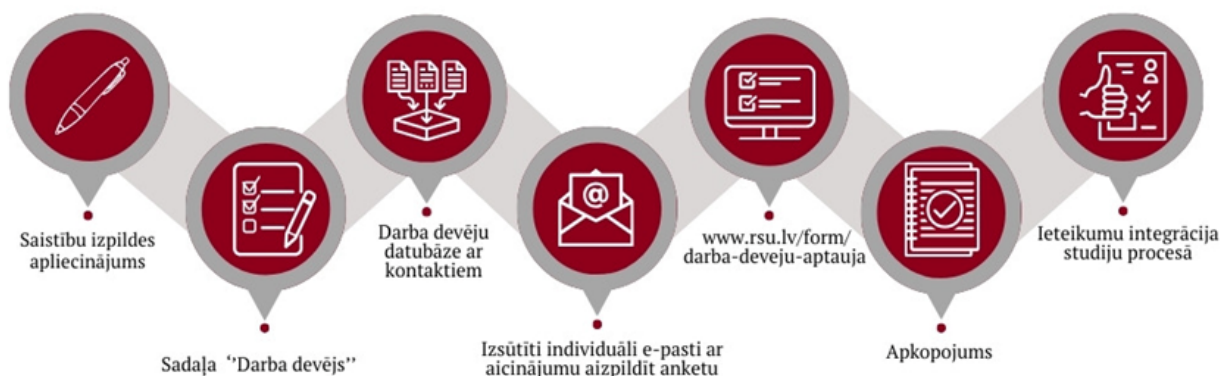 Saistību izpildes
apliecinājums
Sadaļa ‘’Darba devējs’’
Darba devēju
datubāze ar
kontaktiem
@
Izsūtīti individuāli e-pasti ar
aicinājumu aizpildīt anketu
www.rsu.lv/form/
darba-deveju-aptauja
Apkopojums
Ieteikumu integrācija
studiju procesā